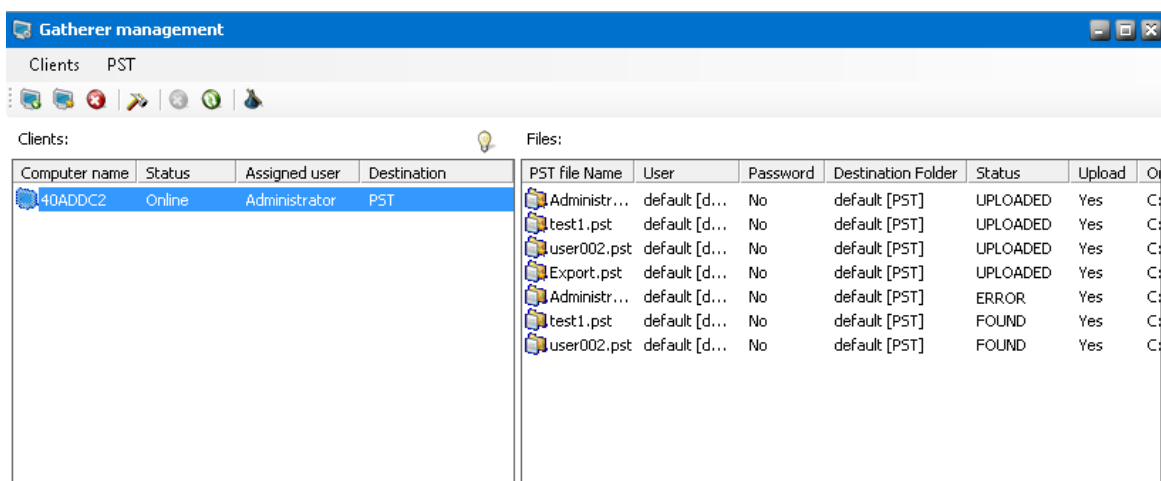 Gatherer management
Clients PST
Clients: Files:
Computer name Status Assigned user Destination PST file Name User Password Destination Folder Status Upload
40ADDC2 Online Administrator PST Administr... default [d... No default [PST] UPLOADED Yes C:
test1.pst default [d... No default [PST] UPLOADED Yes C:
user002.pst default [d... No default [PST] UPLOADED Yes C:
Export.pst default [d... No default [PST] UPLOADED Yes C:
Administr... default [d... No default [PST] ERROR Yes C:
test1.pst default [d... No default [PST] FOUND Yes C:
user002.pst default [d... No default [PST] FOUND Yes C: